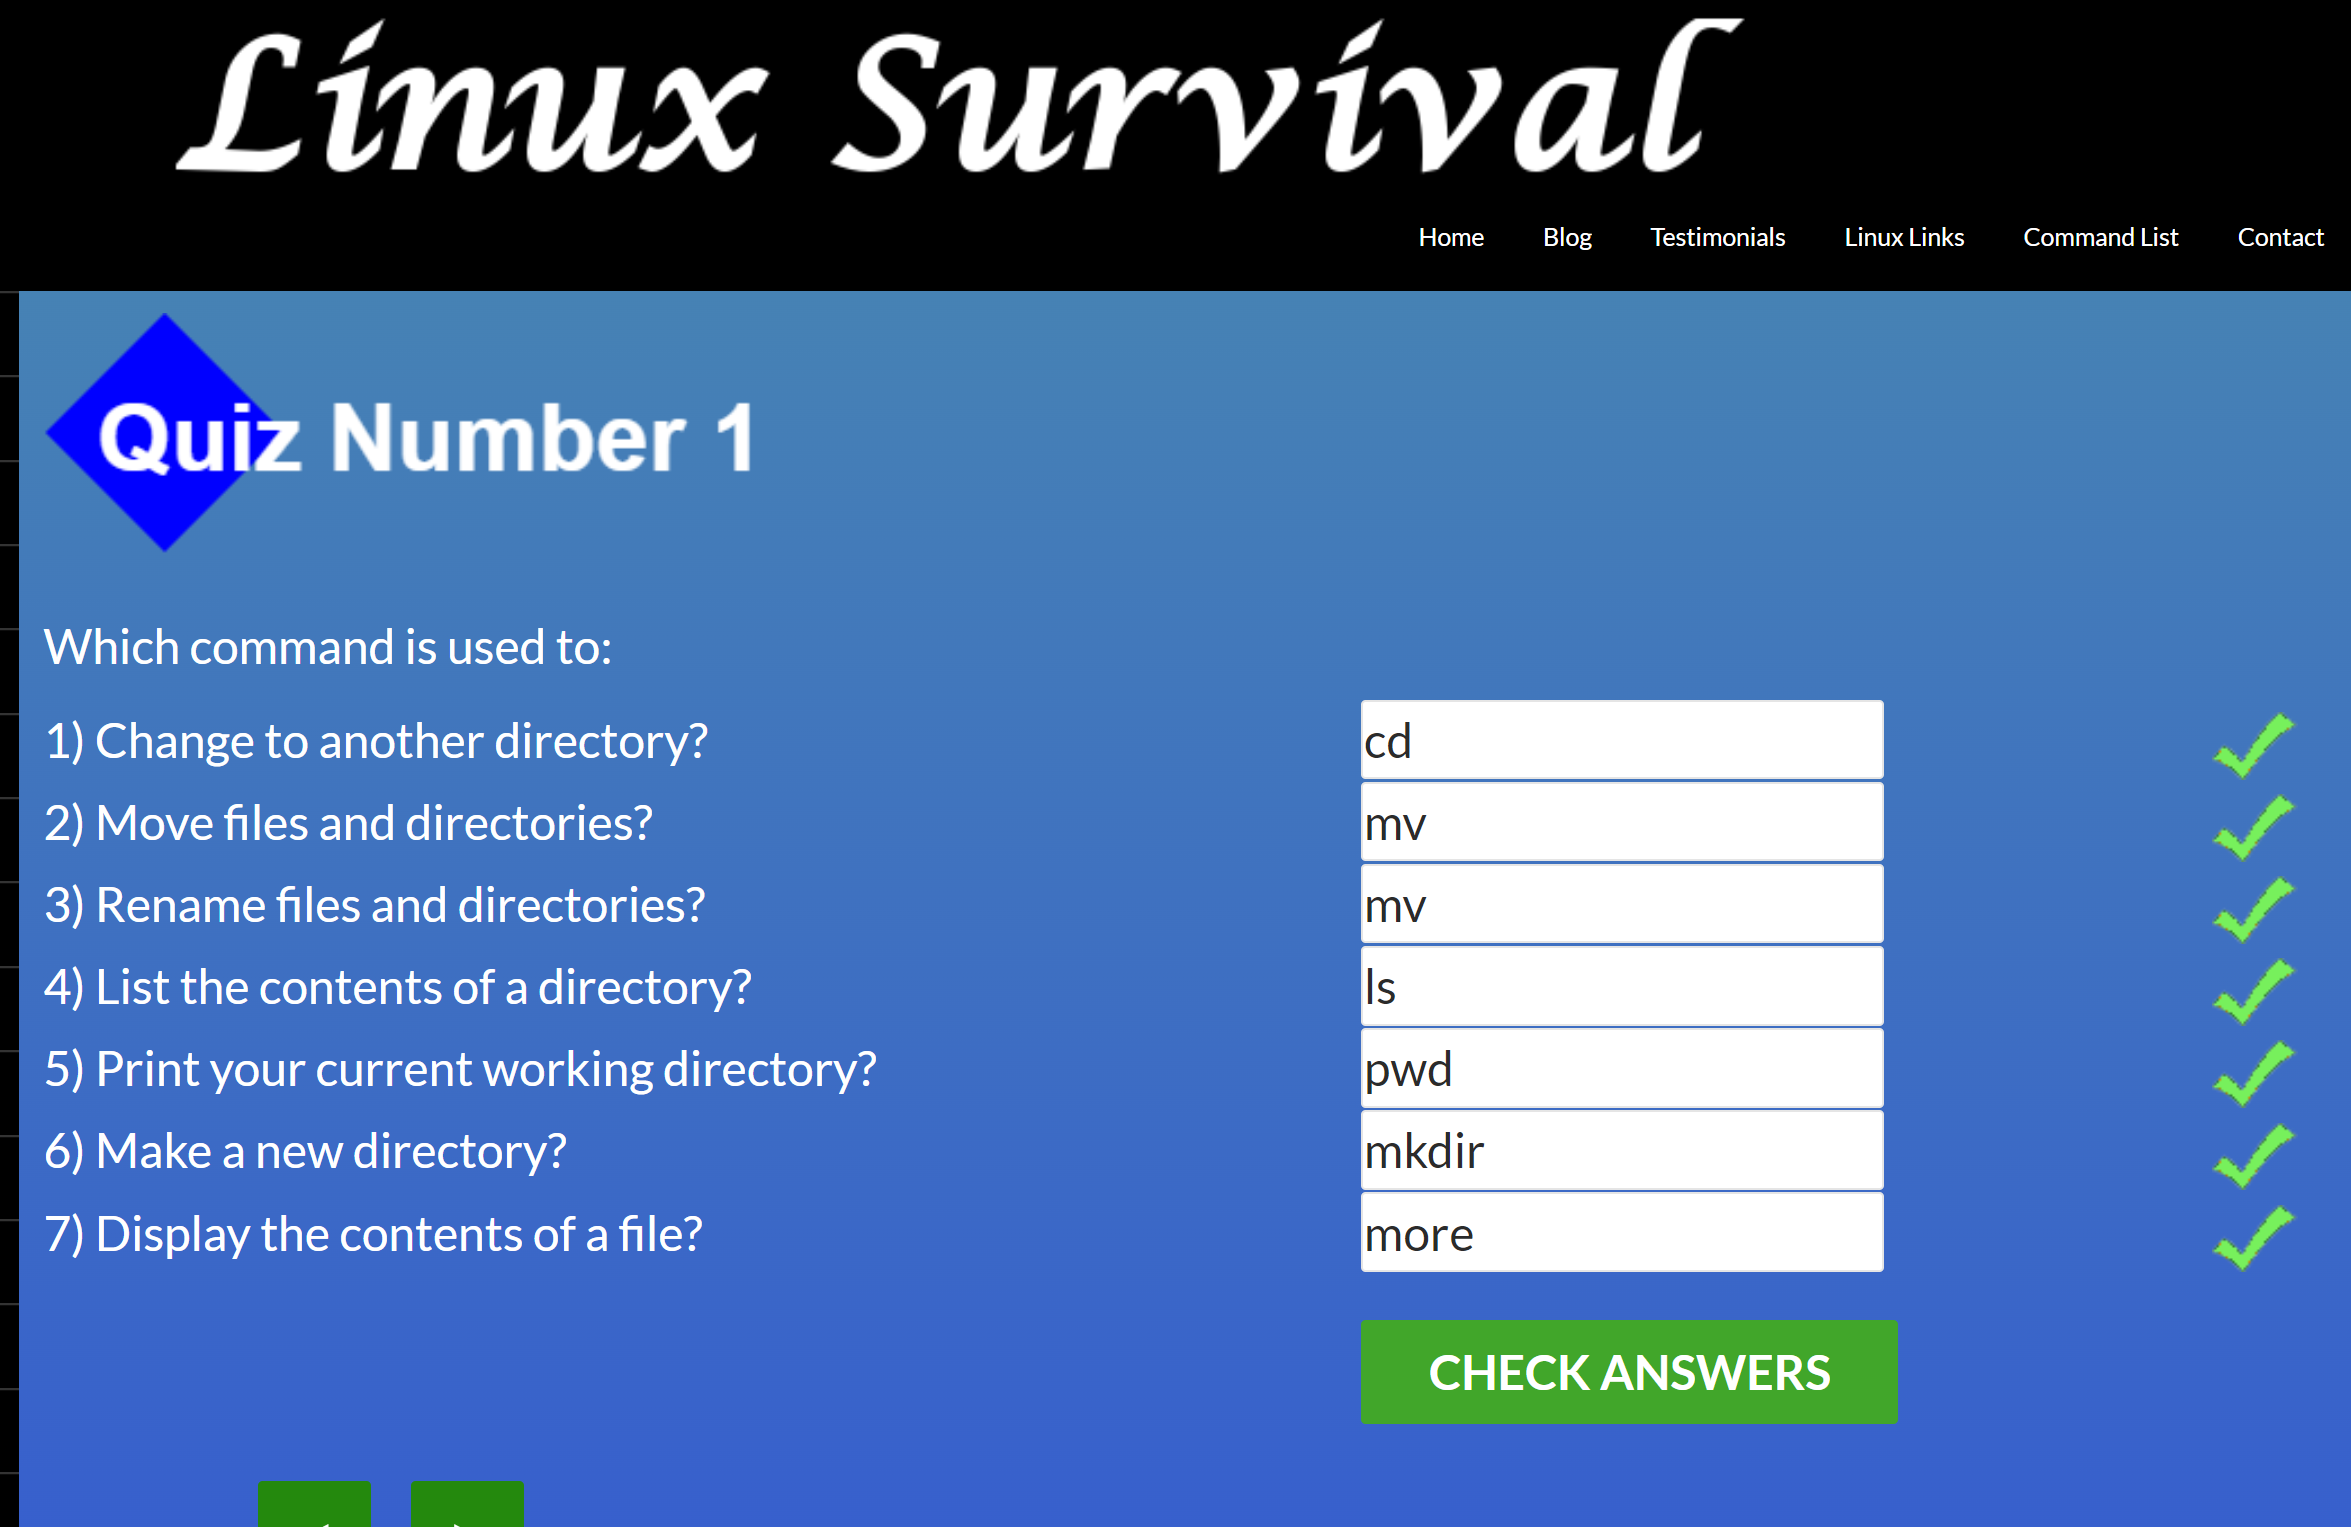 Linux Survival
Home Blog Testimonials Linux Links Command List Contact
Quiz Number 1
Which command is used to:
1) Change to another directory? cd
2) Move files and directories? mv
3) Rename files and directories? mv
4) List the contents of a directory? ls
5) Print your current working directory? pwd
6) Make a new directory? mkdir
7) Display the contents of a file? more
CHECK ANSWERS